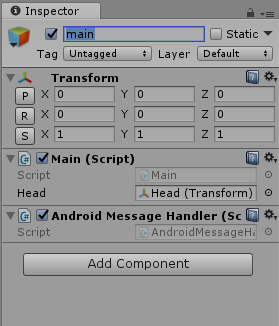 Inspector
main
Static
Tag Untagged Layer Default
Transform
P X 0 Y 0 Z 0
R X 0 Y 0 Z 0
S X 1 Y 1 Z 1
Main (Script)
Script Main
Head Head (Transform)
Android Message Handler (Sc
Script AndroidMessageHa
Add Component